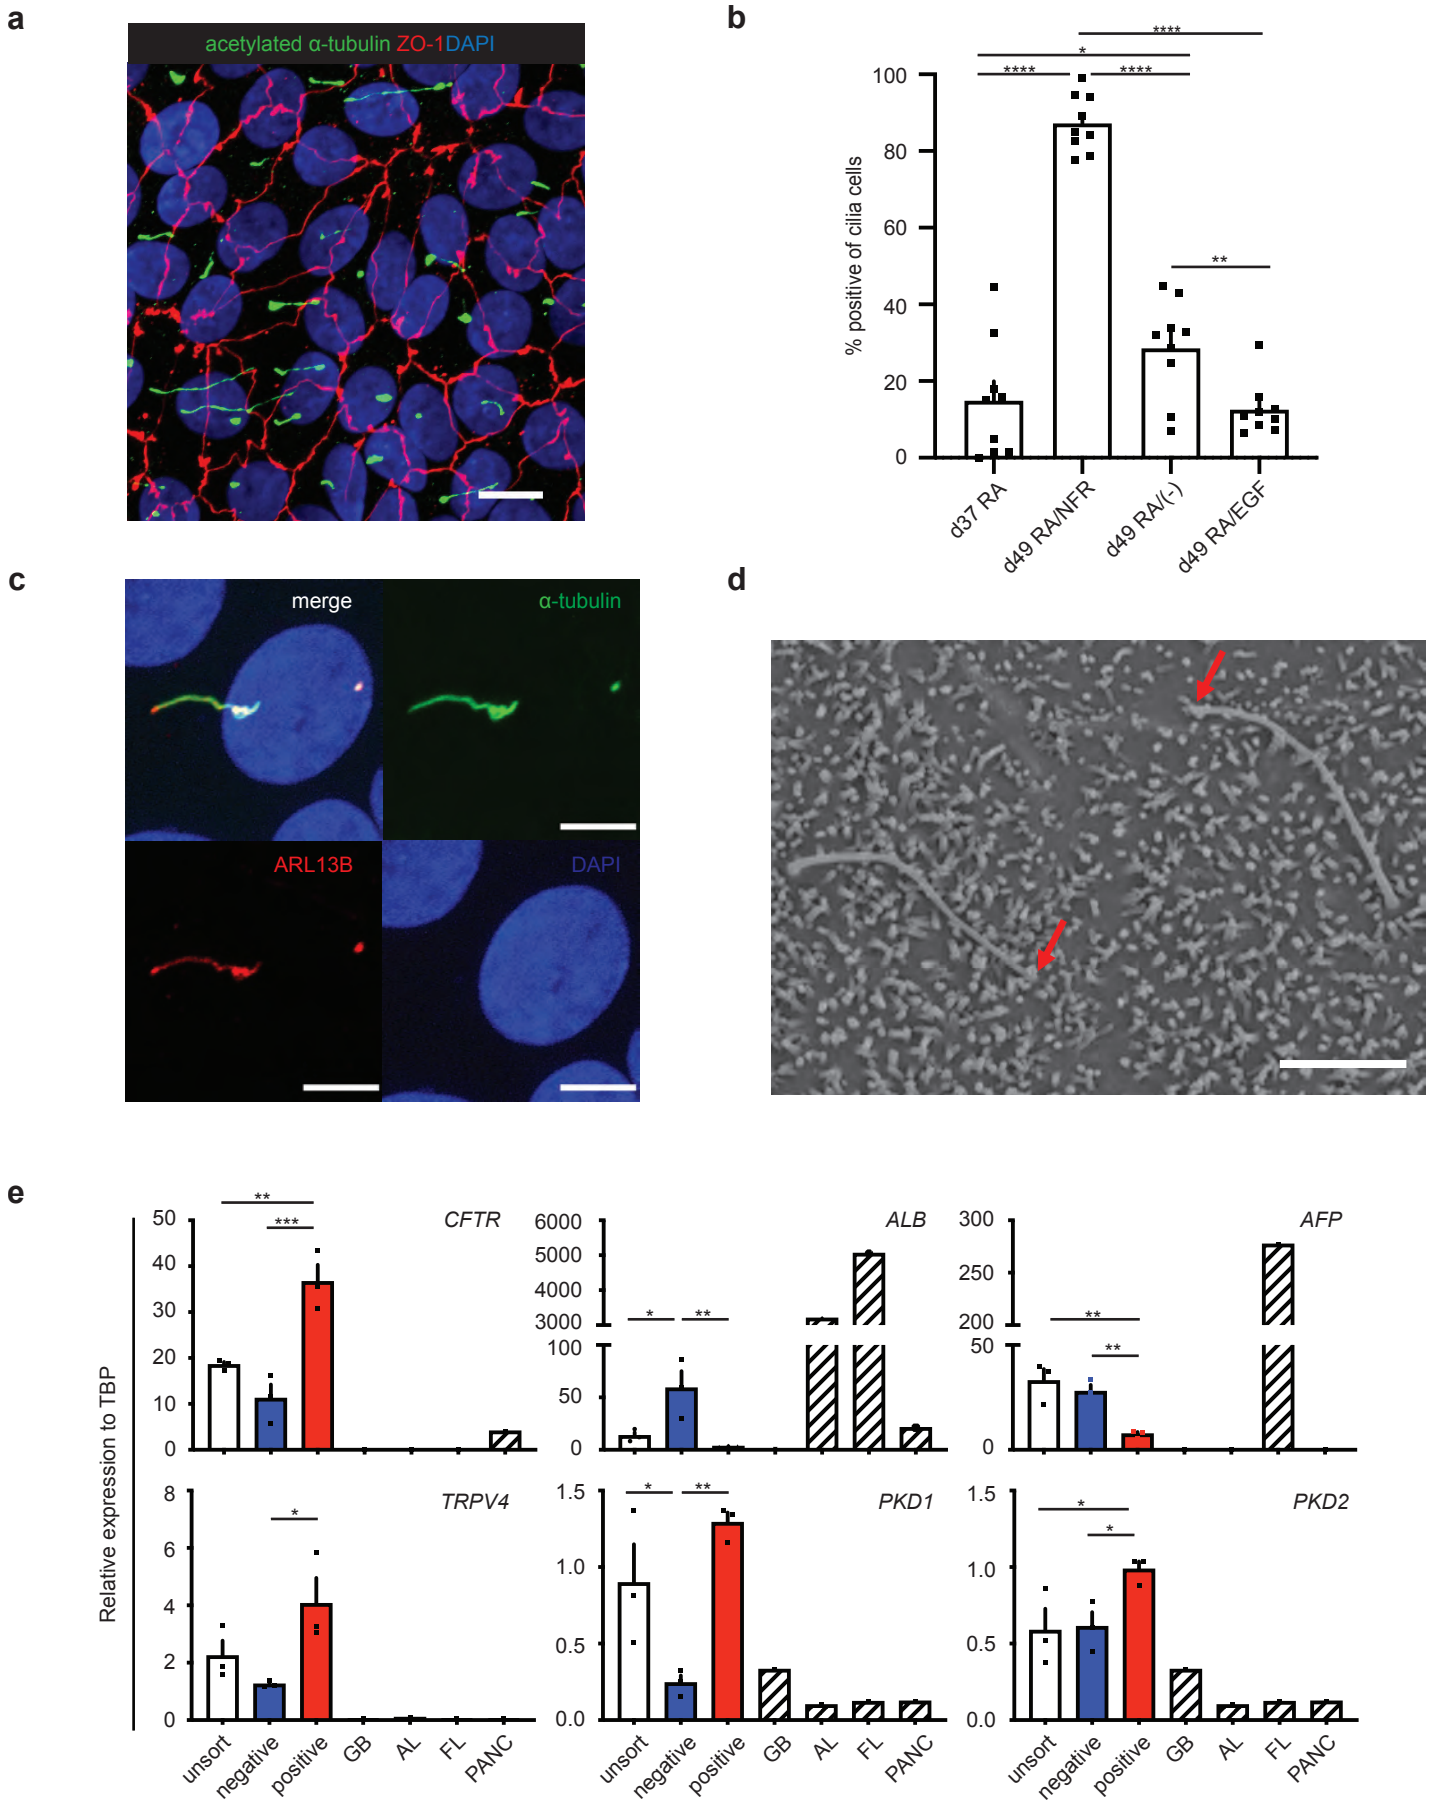 a
acetylated α-tubulin ZO-1DAPI
b
****
*
**** ****
**
100
80
60
40
20
0
% positive of cilia cells
d37 RA
d49 RA/NFR
d49 RA/(-)
d49 RA/EGF
c
merge
α-tubulin
ARL13B
DAPI
d
e
Relative expression to TBP
CFTR
**
***
50
40
30
20
10
0
ALB
* **
6000
5000
4000
3000
100
50
0
AFP
**
**
300
250
200
50
0
TRPV4
*
8
6
4
2
0
unsort
negative
positive
GB
AL
FL
PANC
PKD1
* **
1.5
1.0
0.5
0.0
unsort
negative
positive
GB
AL
FL
PANC
PKD2
*
*
1.5
1.0
0.5
0.0
unsort
negative
positive
GB
AL
FL
PANC